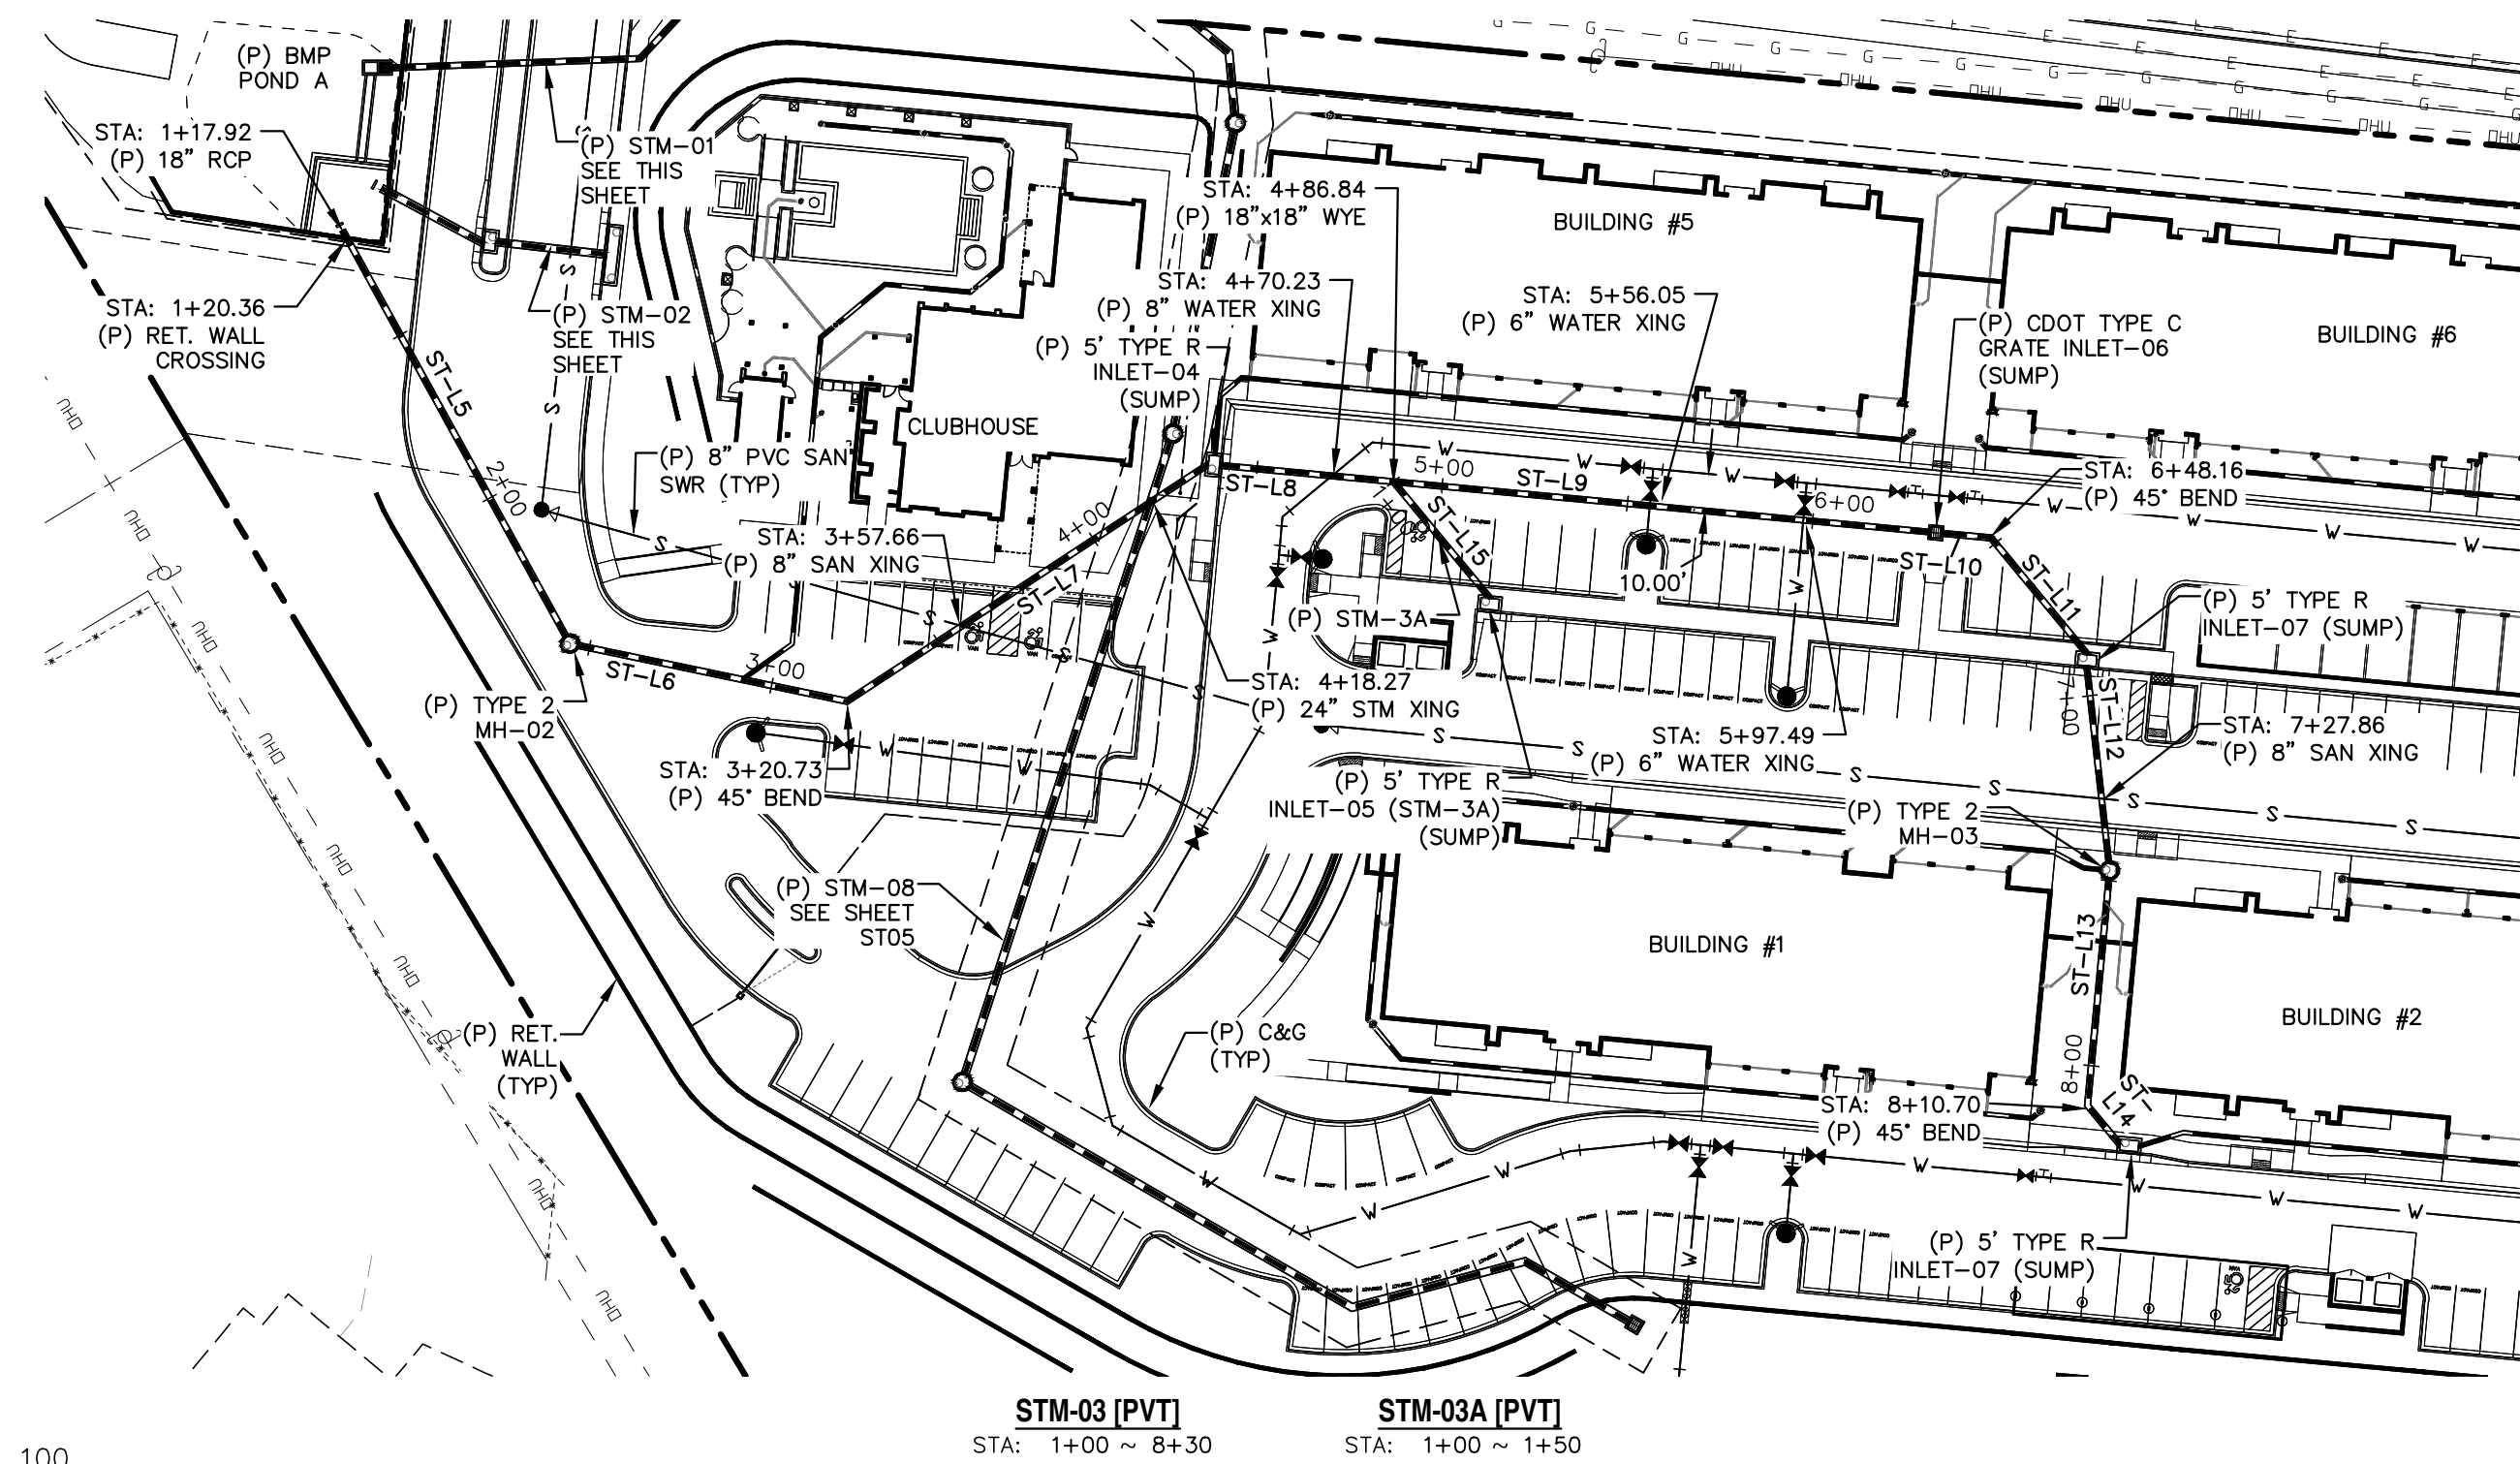 (P) BMP
POND A
STA: 1+17.92
(P) 18” RCP
(P) STM-01
SEE THIS
SHEET
STA: 1+20.36
(P) RET. WALL
CROSSING
(P) STM-02
SEE THIS
SHEET
ST-L5
2+00
(P) 8” PVC SAN
SWR (TYP)
CLUBHOUSE
STA: 4+86.84
(P) 18”x18” WYE
STA: 4+70.23
(P) 8” WATER XING
(P) 5’ TYPE R
INLET-04
(SUMP)
BUILDING #5
STA: 5+56.05
(P) 6” WATER XING
(P) CDOT TYPE C
GRATE INLET-06
(SUMP)
BUILDING #6
STA: 6+48.16
(P) 45° BEND
ST-L8
5+00
ST-L9
6+00
ST-L10
ST-L11
ST-L15
10.00’
(P) STM-3A
STA: 3+57.66
(P) 8” SAN XING
4+00
ST-L7
ST-L6
3+00
(P) TYPE 2
MH-02
STA: 3+20.73
(P) 45° BEND
STA: 4+18.27
(P) 24” STM XING
(P) 5’ TYPE R
INLET-07 (SUMP)
STA: 5+97.49
(P) 6” WATER XING
ST-L12
STA: 7+27.86
(P) 8” SAN XING
(P) 5’ TYPE R
INLET-05 (STM-3A)
(SUMP)
(P) TYPE 2
MH-03
(P) STM-08
SEE SHEET
ST05
BUILDING #1
ST-L13
BUILDING #2
(P) RET.
WALL
(TYP)
(P) C&G
(TYP)
8+00
STA: 8+10.70
(P) 45° BEND
ST-
L14
(P) 5’ TYPE R
INLET-07 (SUMP)
STM-03 [PVT]
STA: 1+00 ~ 8+30
STM-03A [PVT]
STA: 1+00 ~ 1+50
100